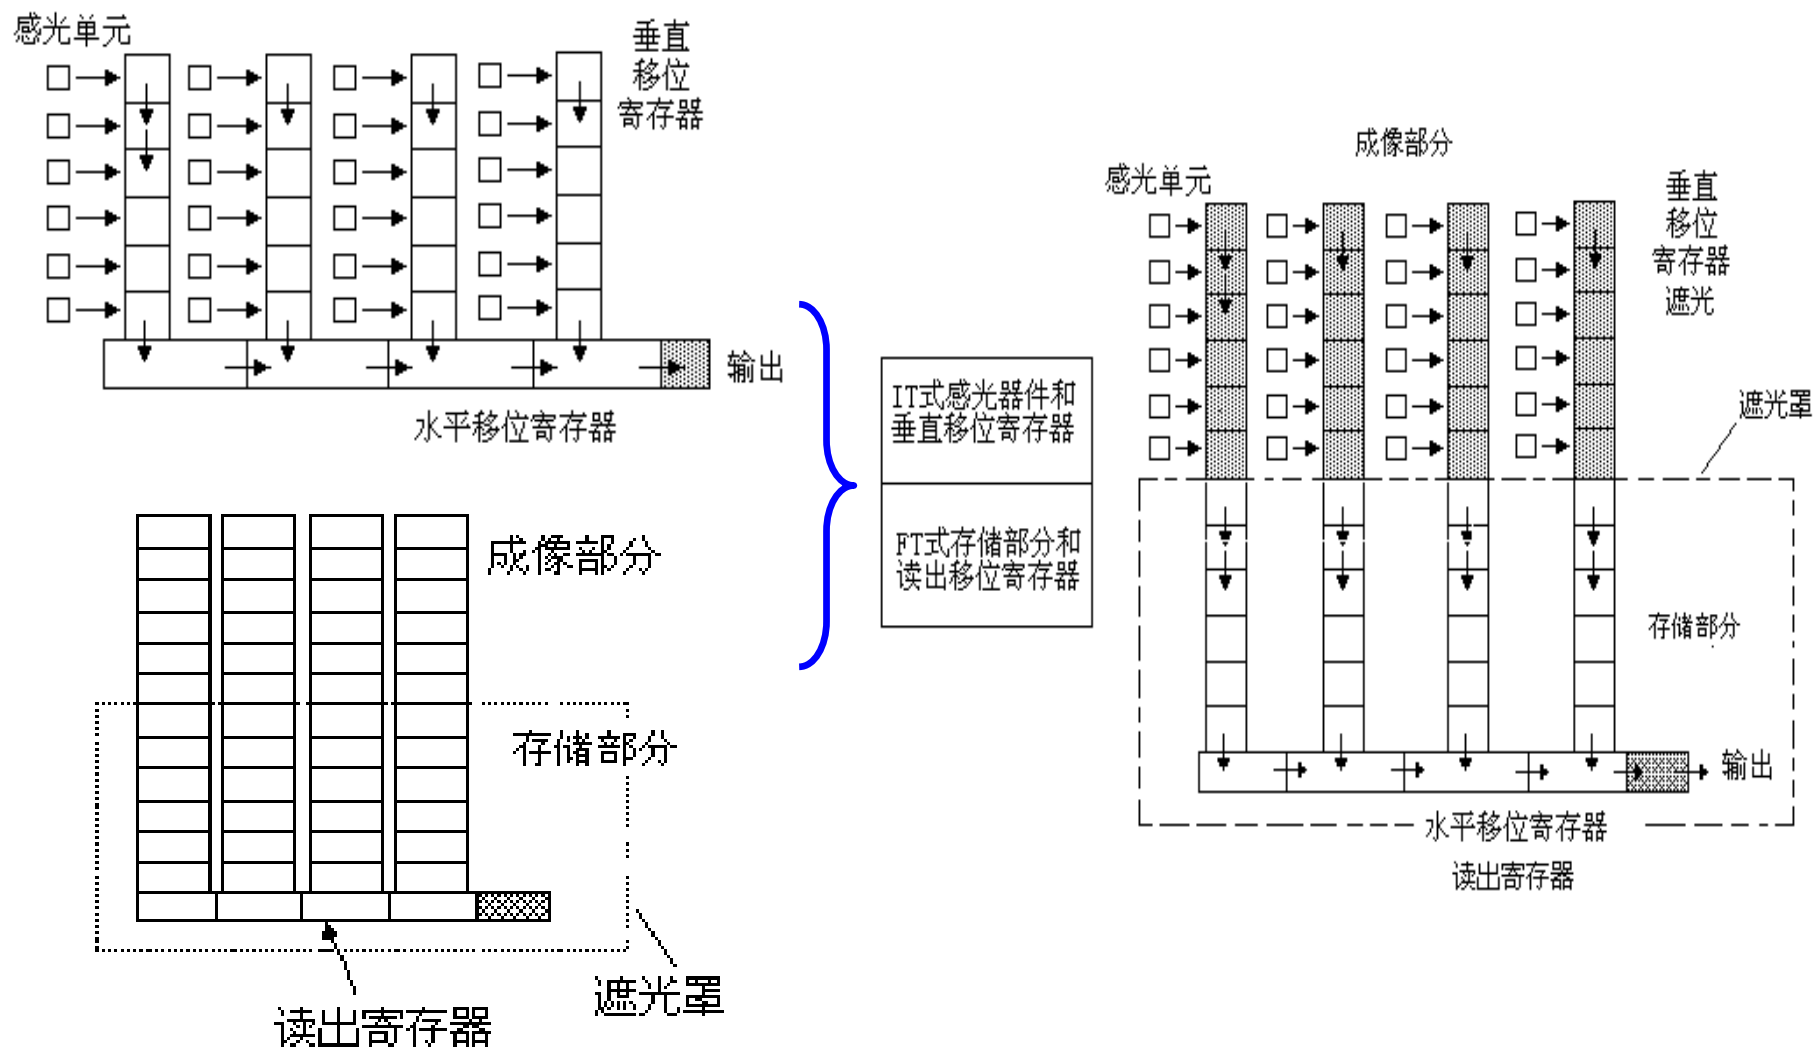 感光单元
垂直
移位
寄存器
输出
水平移位寄存器
成像部分
存储部分
遮光罩
读出寄存器
IT式感光器件和
垂直移位寄存器
FT式存储部分和
读出移位寄存器
成像部分
感光单元
垂直
移位
寄存器
遮光
遮光罩
存储部分
输出
水平移位寄存器
读出寄存器